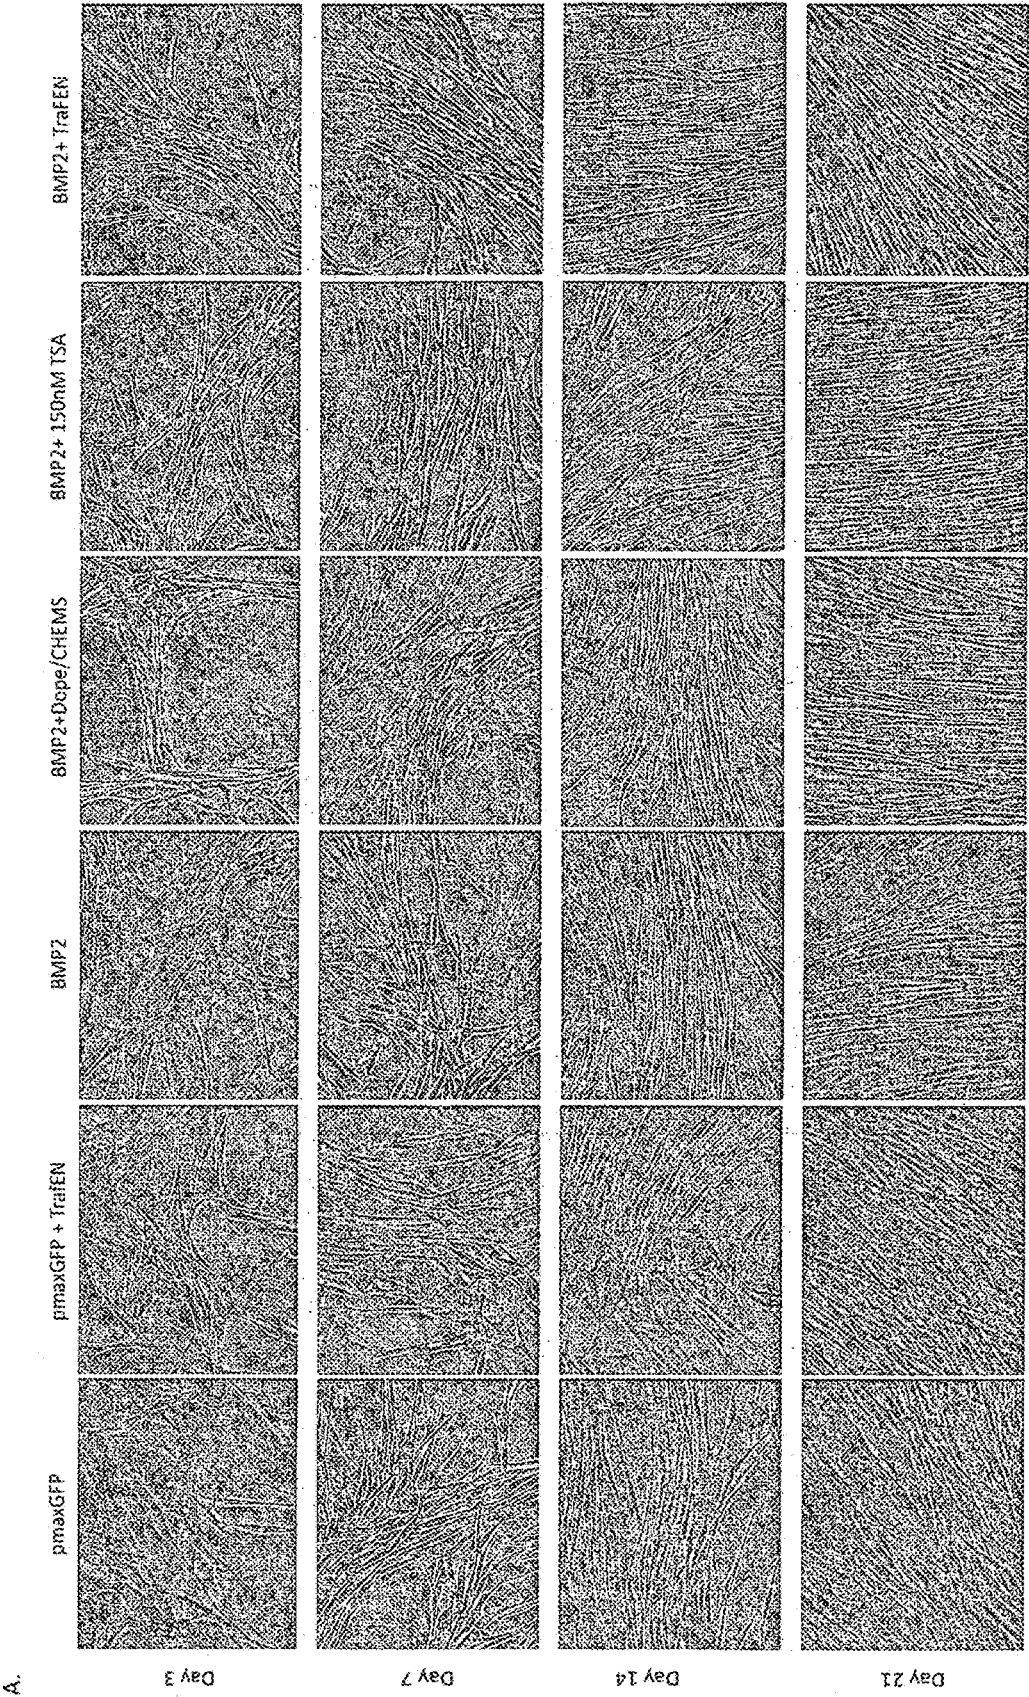 A.
pmaxGFP
pmaxGFP + TrafEN
BMP2
BMP2+Dope/CHEMS
BMP2+ 150nM TSA
BMP2+ TraFEN
Day 3
Day 7
Day 14
Day 21